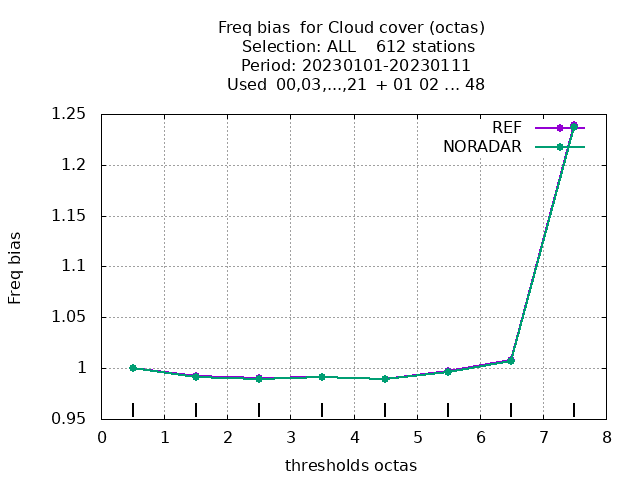 Freq bias  for Cloud cover (octas)
Selection: ALL    612 stations
Period: 20230101-20230111
Used  00,03,...,21  + 01 02 ... 48
REF
NORADAR
1.25
1.2
1.15
1.1
1.05
1
0.95
Freq bias
0 1 2 3 4 5 6 7 8
thresholds octas